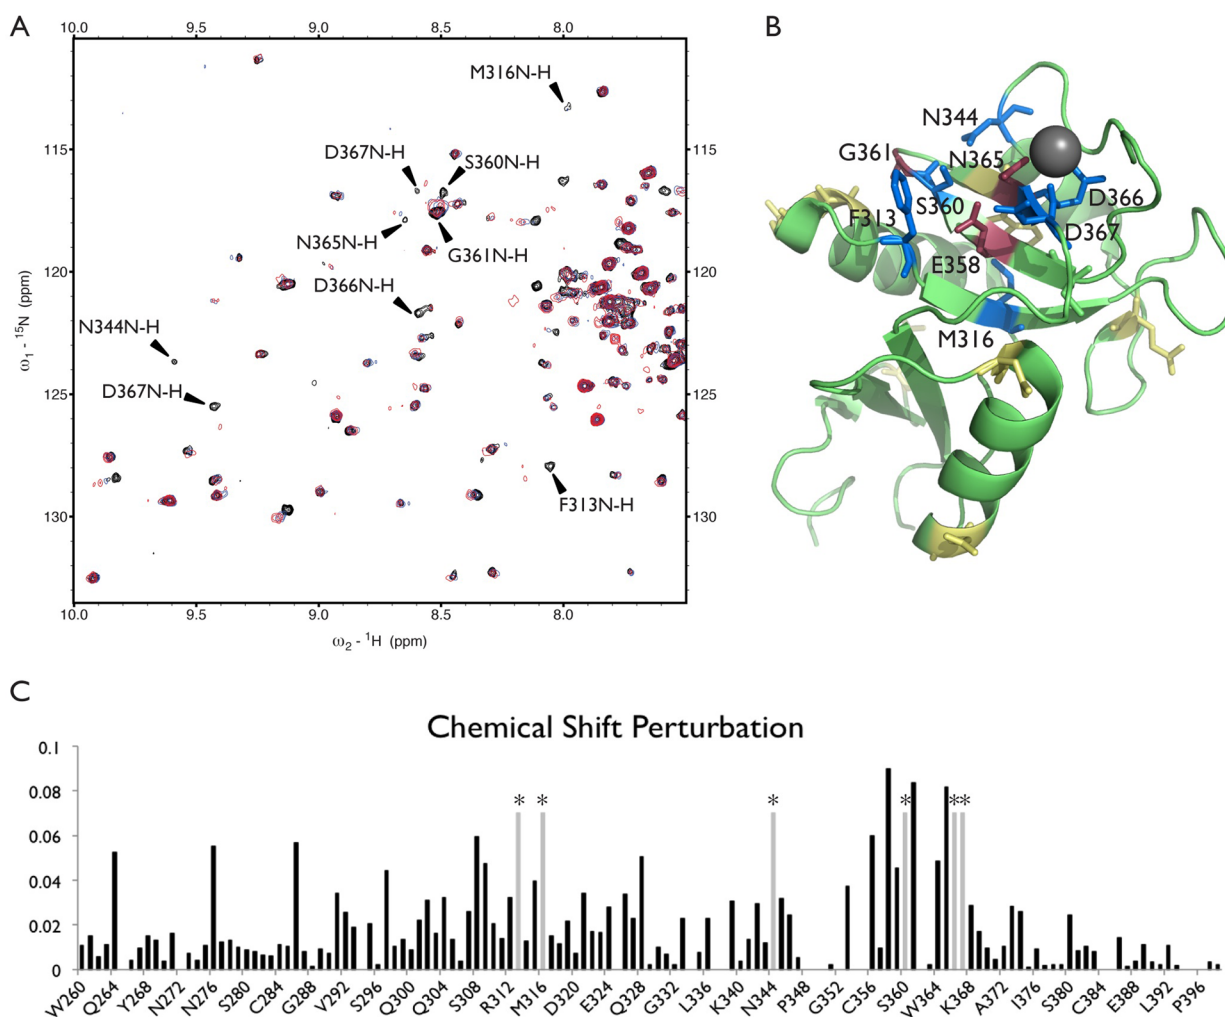 A
B
10.0 9.5 9.0 8.5 8.0
M316N-H
115
115
D367N-H
S360N-H
N365N-H
G361N-H
120
120
D366N-H
N344N-H
D367N-H
125
125
F313N-H
130
130
10.0 9.5 9.0 8.5 8.0
ω1 - 15N (ppm)
ω2 - 1H (ppm)
N344
G361
N365
D366
S360
F313
D367
E358
M316
C
Chemical Shift Perturbation
0.1
0.08
* * * * **
0.06
0.04
0.02
0
W260 Q264 Y268 N272 N276 S280 C284 G288 V292 S296 Q300 Q304 S308 R312 M316 D320 E324 Q328 G332 L336 K340 N344 P348 G352 C356 S360 W364 K368 A372 I376 S380 C384 E388 L392 P396